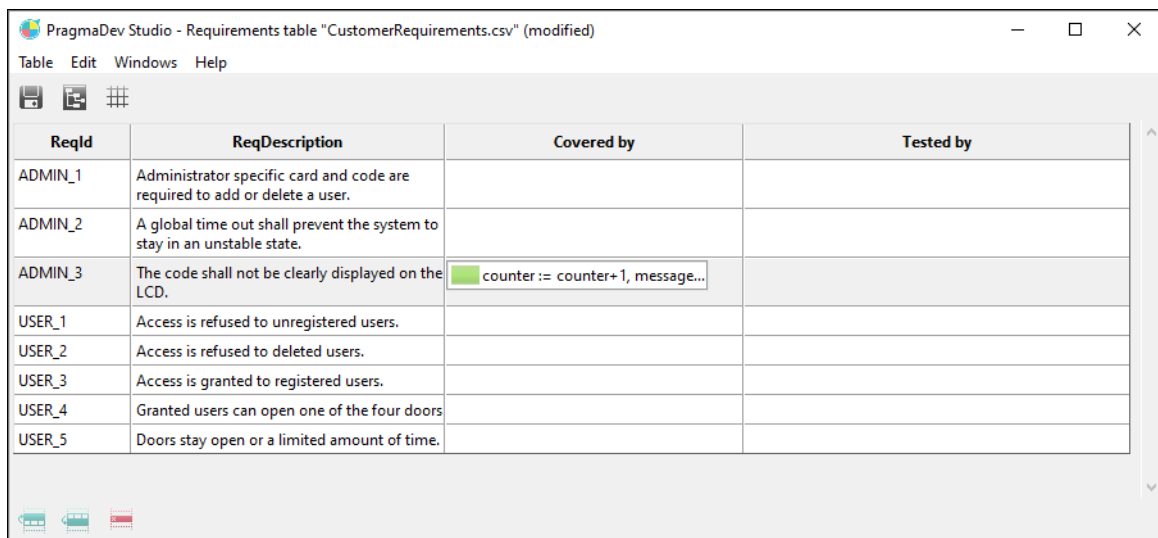 PragmaDev Studio - Requirements table "CustomerRequirements.csv" (modified)
Table Edit Windows Help
ReqId ReqDescription Covered by Tested by
ADMIN_1 Administrator specific card and code are
required to add or delete a user.
ADMIN_2 A global time out shall prevent the system to
stay in an unstable state.
ADMIN_3 The code shall not be clearly displayed on the counter := counter+1, message...
LCD.
USER_1 Access is refused to unregistered users.
USER_2 Access is refused to deleted users.
USER_3 Access is granted to registered users.
USER_4 Granted users can open one of the four doors
USER_5 Doors stay open or a limited amount of time.